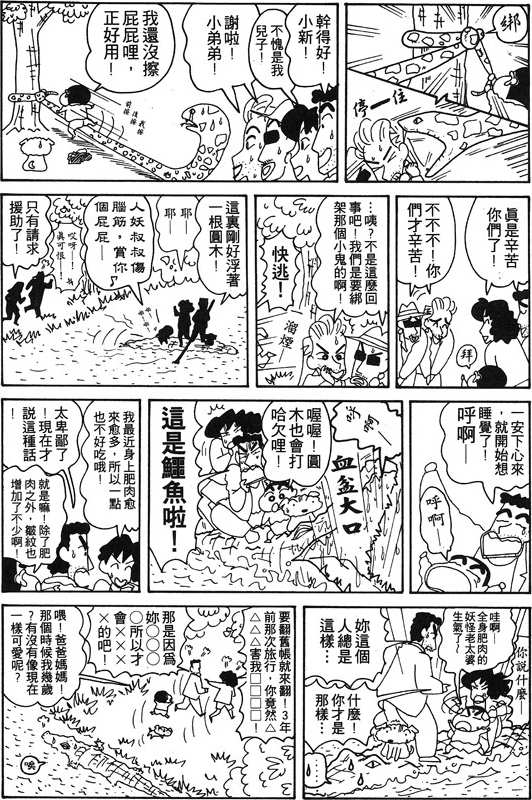 綁
停一住
幹得好！
小新！
不愧是我
兒子！
謝啦！
小弟弟！
我還沒擦
屁屁哩，
正好用！
真是辛苦
你們了！
不不不！你
們才辛苦！
拜
…咦？不是這麼回
事吧！我們是要綁
架那個小鬼的啊！
快逃！
溜煙
這裏剛好浮著
一根圓木！
耶—
耶—
人妖叔叔傷
腦筋，賞你
個屁屁—
哎呀！
真可恨！
只有請求
援助了！
一安下心來
，就開始想
睡覺了！
呼啊—
呼啊—
呼啊—
血盆大口
喔喔！圓
木也會打
哈欠哩！
這是鱷魚啦！
我最近身上肥肉愈
來愈多，所以一點
也不好吃哦！
太卑鄙了
！現在才
説這種話
！
就是嘛！除了肥
肉之外，皺紋也
增加了不少啊！
哇啊！
全身肥肉的
妖怪老太婆
生氣了！
你說什麼
妳這個
人總是
這樣…
什麼！
你才是
那樣…
要翻舊帳就來翻！3年
前那次旅行，你竟然△
△△害我□□□□！
那是因為
妳○○○
○所以才
會×××
×的吧！
喂！爸爸媽媽！
那個時候我幾歲
？有沒有像現在
一樣可愛呢？